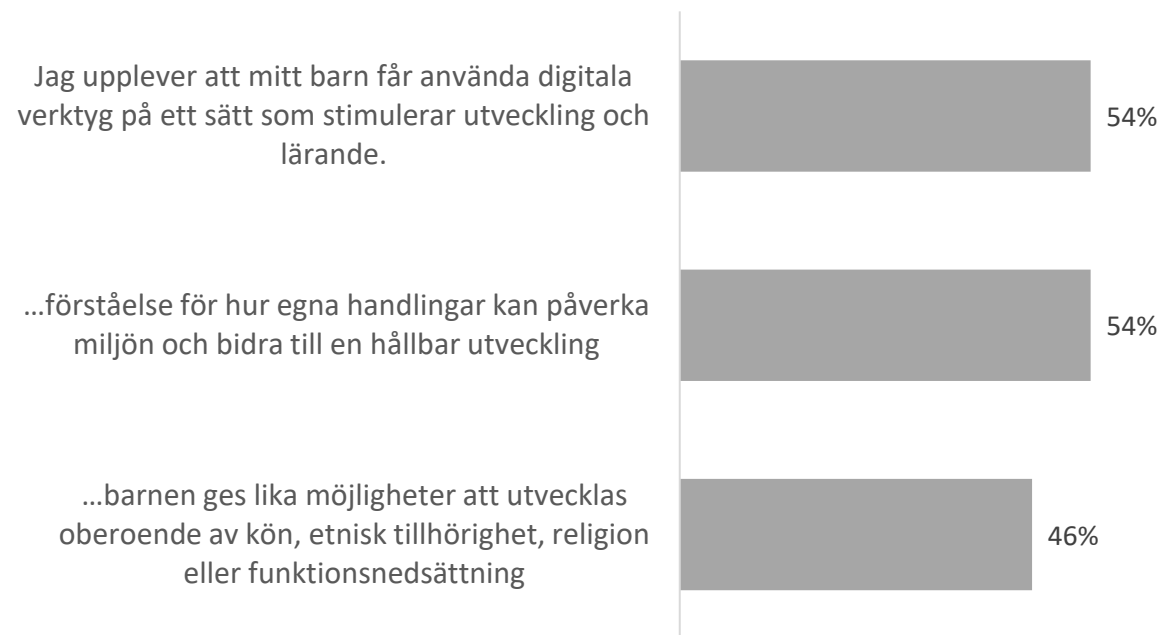 Jag upplever att mitt barn får använda digitala
verktyg på ett sätt som stimulerar utveckling och
lärande.
54%
...förståelse för hur egna handlingar kan påverka
miljön och bidra till en hållbar utveckling
54%
...barnen ges lika möjligheter att utvecklas
oberoende av kön, etnisk tillhörighet, religion
eller funktionsnedsättning
46%